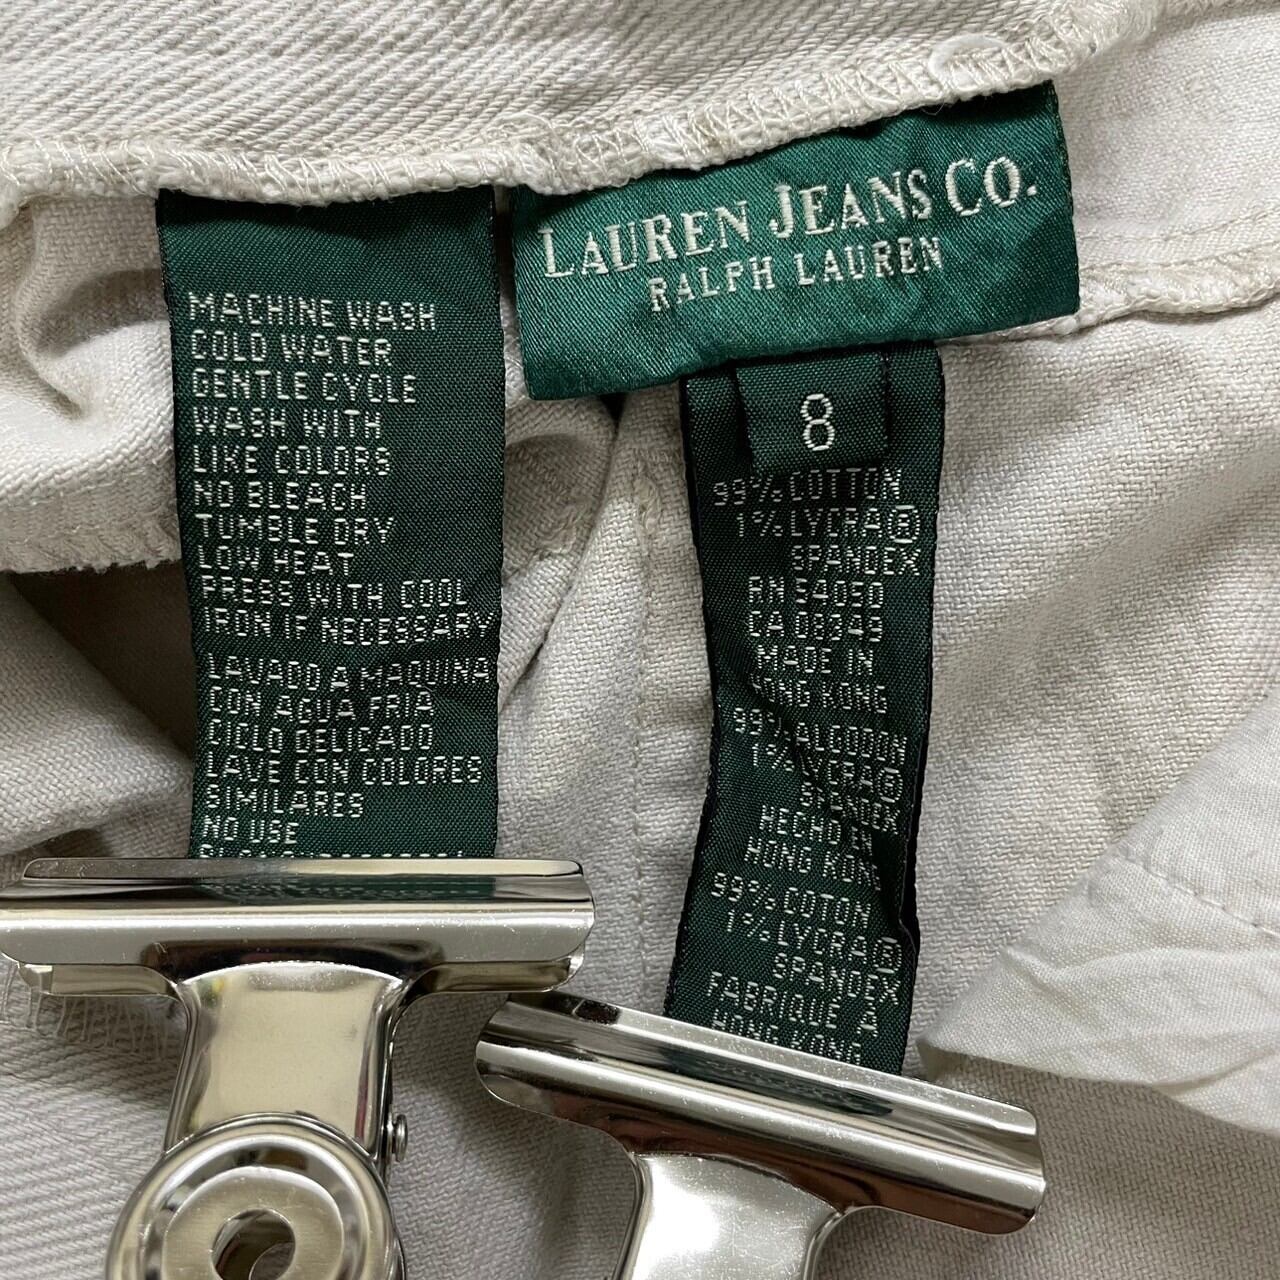 MACHINE WASH
COLD WATER
GENTLE CYCLE
WASH WITH
LIKE COLORS
NO BLEACH
TUMBLE DRY
LOW HEAT
PRESS WITH COOL
IRON IF NECESSARY
LAVADO A MAQUINA
CON AGUA FRIA
CICLO DELICADO
LAVE CON COLORES
SIMILARES
NO USE
LAUREN JEANS CO.
RALPH LAUREN
8
99% COTTON
1% LYCRA®
SPANDEX
RN 54050
CA 08349
MADE IN
HONG KONG
99% ALGODON
1% LYCRA®
SPANDEX
HECHO EN
HONG KONG
99% COTON
1% LYCRA®
SPANDEX
FABRIQUE A
HONG KONG